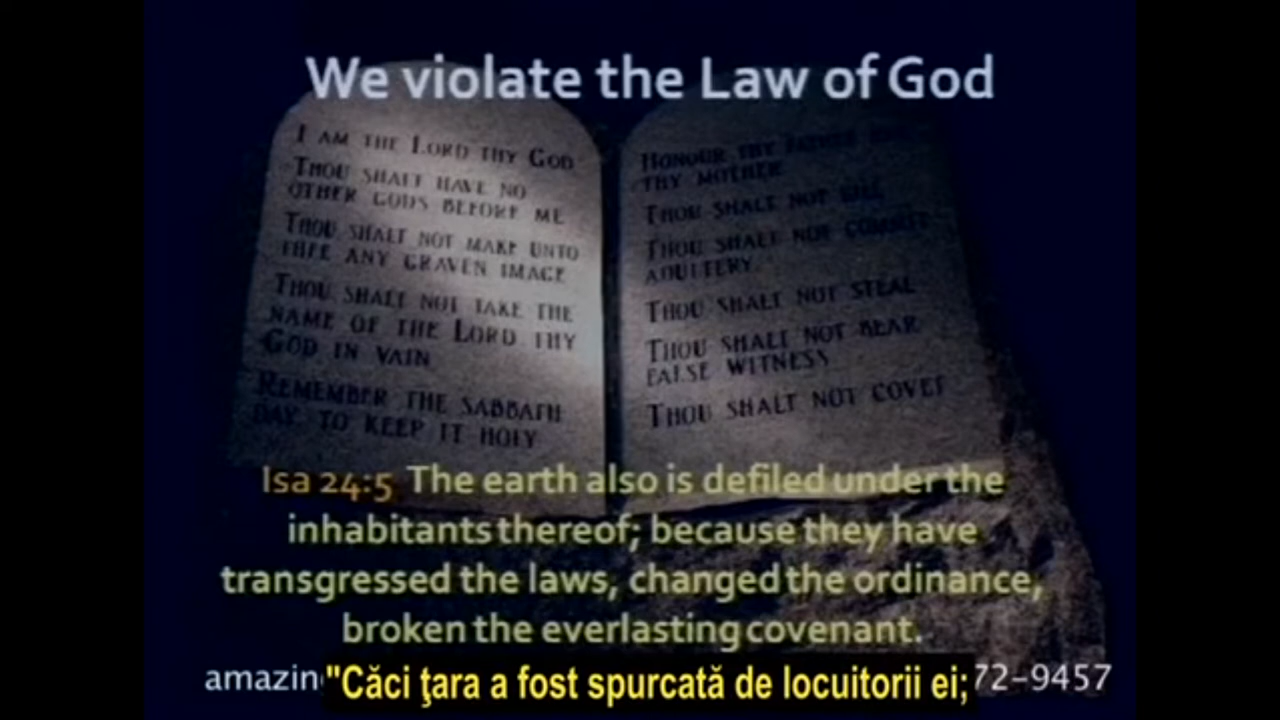 We violate the Law of God
I AM THE LORD THY GOD
THOU SHALT HAVE NO
OTHER GODS BEFORE ME
THOU SHALT NOT MAKE UNTO
THEE ANY GRAVEN IMAGE
THOU SHALT NOT TAKE THE
NAME OF THE LORD THY
GOD IN VAIN
REMEMBER THE SABBATH
DAY TO KEEP IT HOLY
HONOUR THY FATHER
THY MOTHER
THOU SHALT NOT KILL
THOU SHALT NOT COMMIT
ADULTERY
THOU SHALT NOT STEAL
THOU SHALT NOT BEAR
FALSE WITNESS
THOU SHALT NOT COVET
Isa 24:5 The earth also is defiled under the
inhabitants thereof; because they have
transgressed the laws, changed the ordinance,
broken the everlasting covenant.
amazin 72-9457
"Căci ţara a fost spurcată de locuitorii ei;